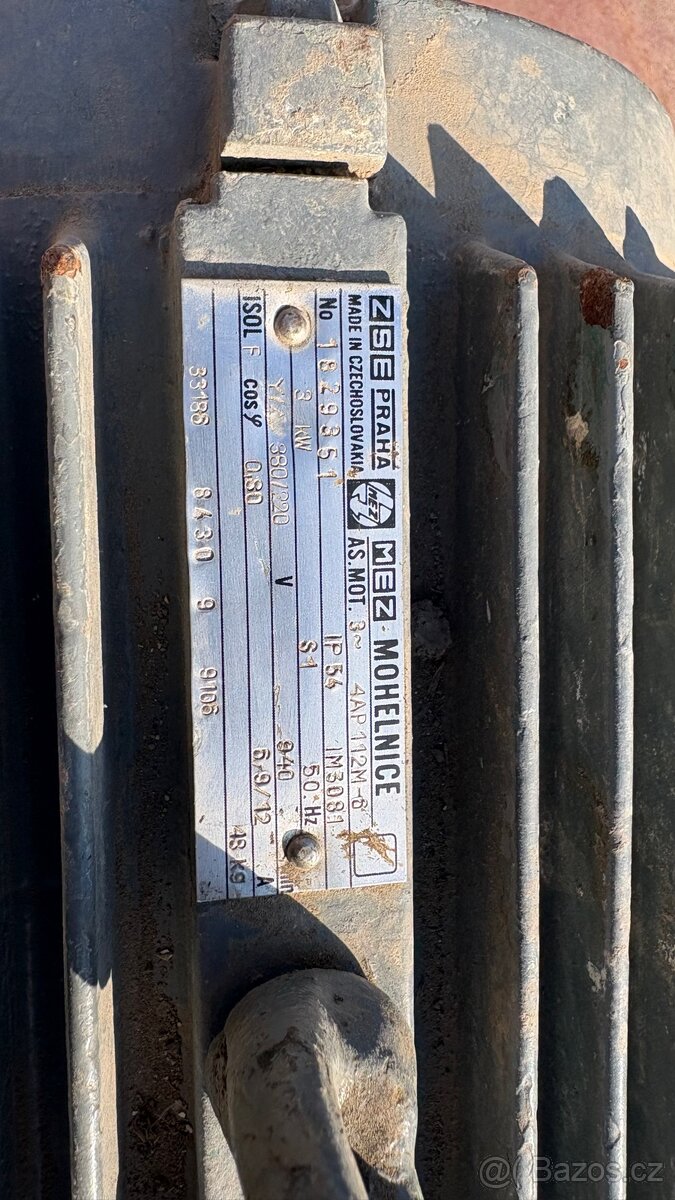 ZSE PRAHA MEZ MEZ · MOHELNICE
MADE IN CZECHOSLOVAKIA AS. MOT. 3~ 4AP112M-6
No 1829351 IP 54 IM3081
3 kW S1 50 Hz
380/220 V 940
ISOL F cos φ 0,80 6,9/12 A
48 kg
33188 8430 9 9106
@ Bazos.cz